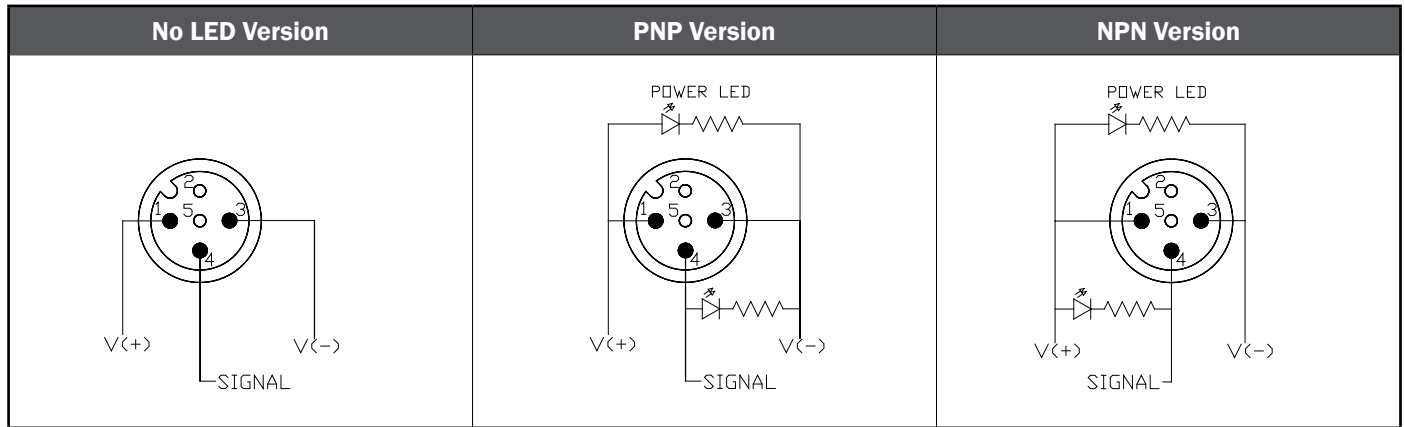 No LED Version PNP Version NPN Version
POWER LED POWER LED
2 2 2
1 5 3 1 5 3 1 5 3
4 4 4
V(+) V(-) V(+) V(-) V(+) V(-)
SIGNAL SIGNAL SIGNAL